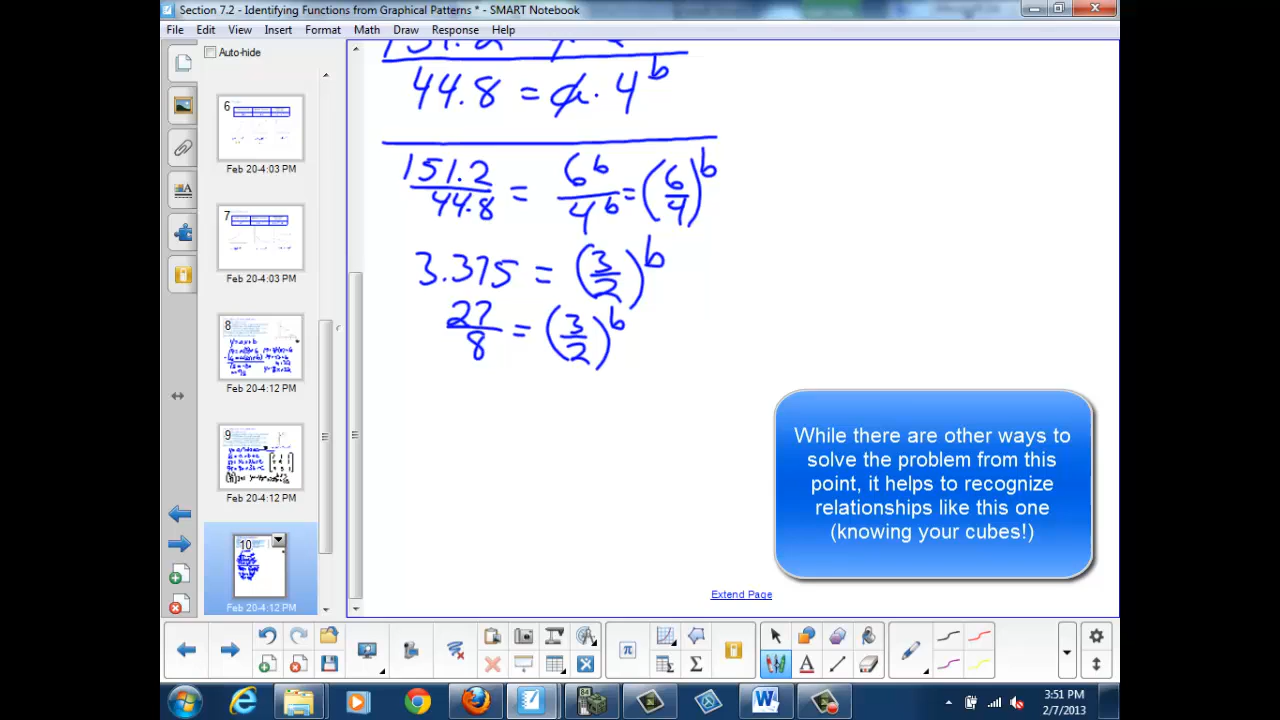 Section 7.2 - Identifying Functions from Graphical Patterns * - SMART Notebook
File Edit View Insert Format Math Draw Response Help
Auto-hide
6
Feb 20-4:03 PM
7
Feb 20-4:03 PM
8
Feb 20-4:12 PM
9
Feb 20-4:12 PM
10
Feb 20-4:12 PM
44.8 = a · 4^b
151.2/44.8 = 6^b/4^b = (6/4)^b
3.375 = (3/2)^b
27/8 = (3/2)^b
While there are other ways to
solve the problem from this
point, it helps to recognize
relationships like this one
(knowing your cubes!)
Extend Page
3:51 PM
2/7/2013